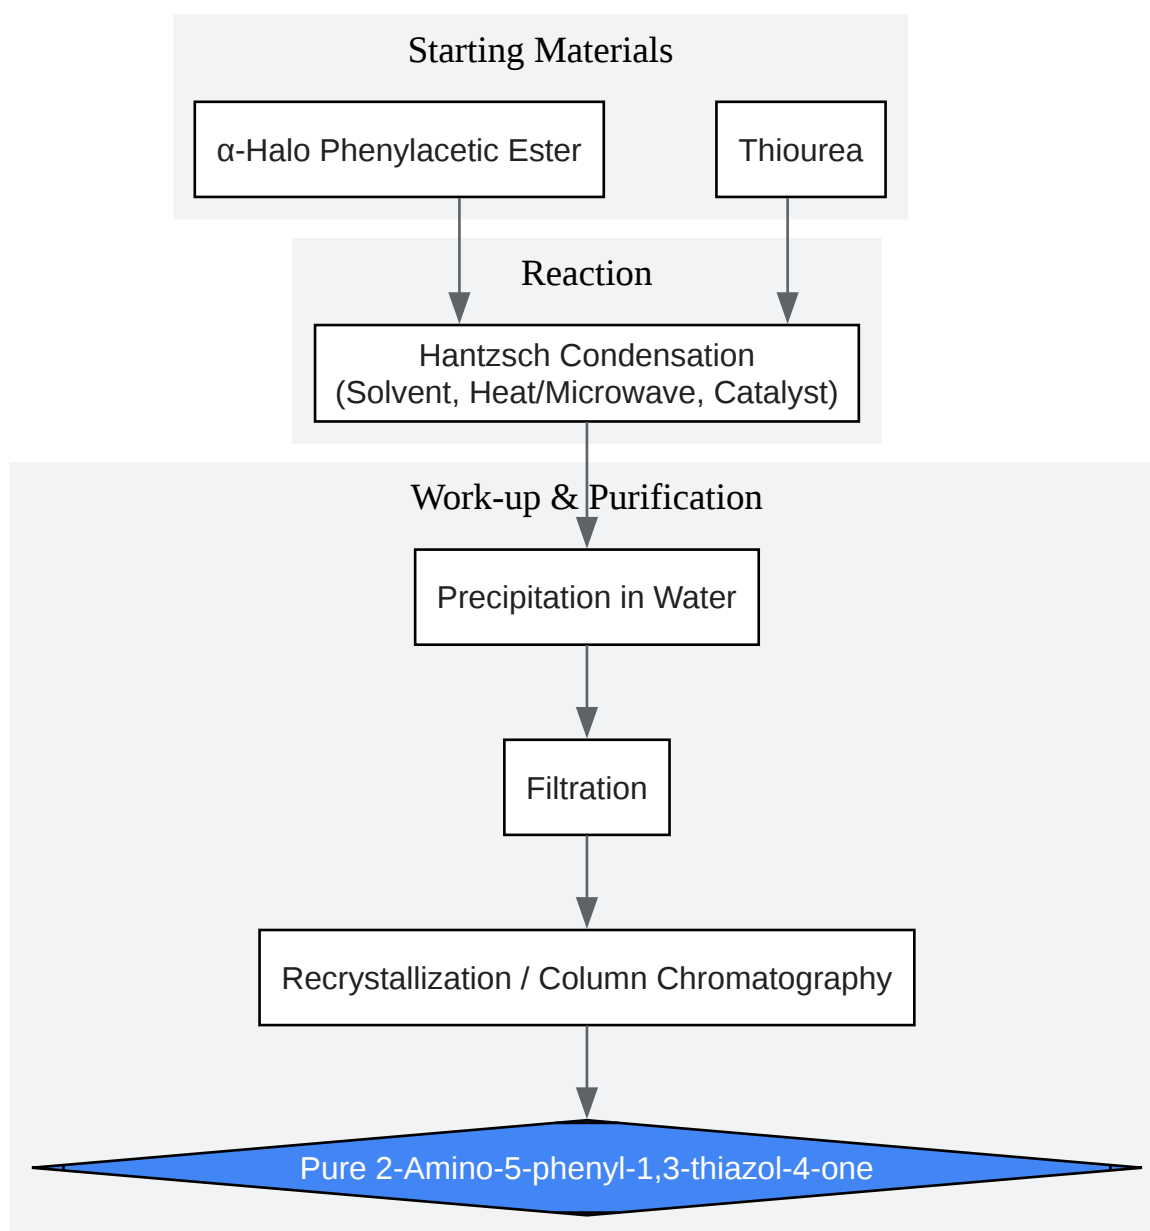 Starting Materials
α-Halo Phenylacetic Ester
Thiourea
Reaction
Hantzsch Condensation
(Solvent, Heat/Microwave, Catalyst)
Work-up & Purification
Precipitation in Water
Filtration
Recrystallization / Column Chromatography
Pure 2-Amino-5-phenyl-1,3-thiazol-4-one